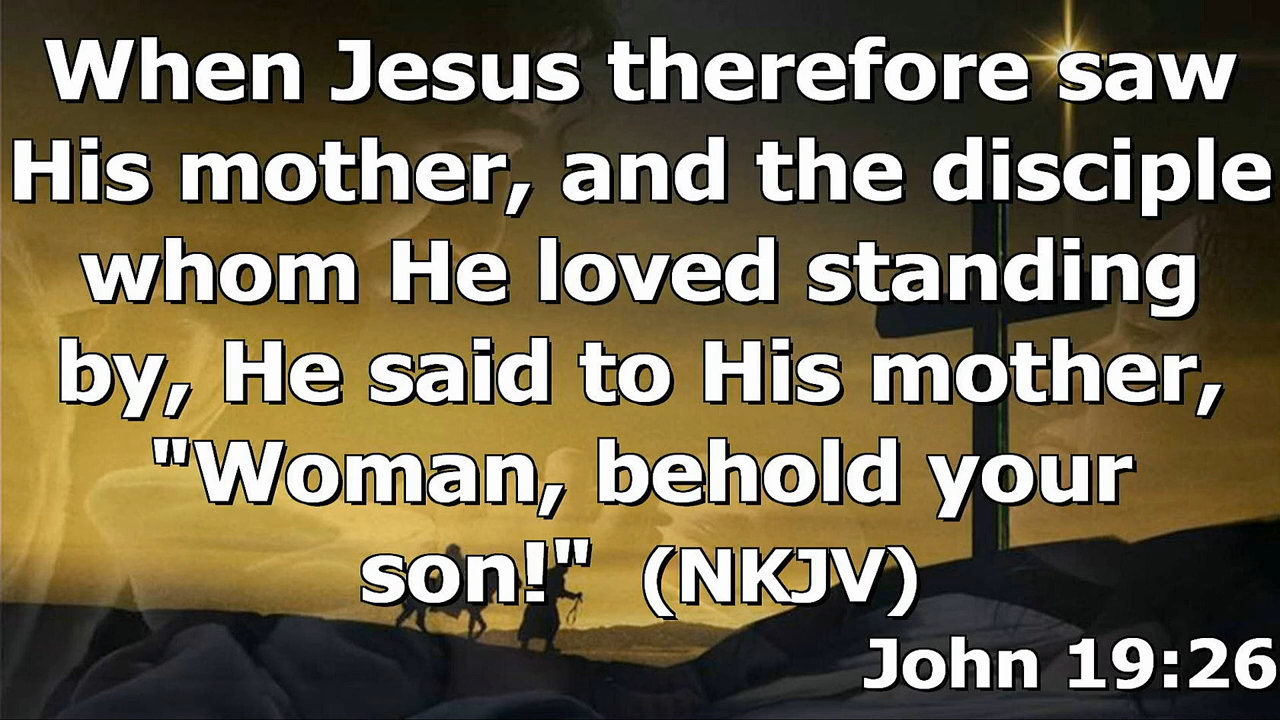 When Jesus therefore saw
His mother, and the disciple
whom He loved standing
by, He said to His mother,
"Woman, behold your
son!" (NKJV)
John 19:26